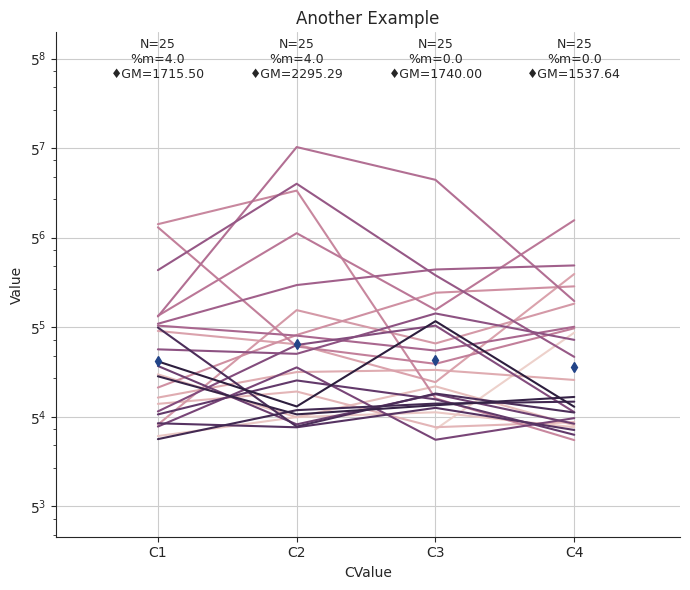 Another Example
N=25 N=25 N=25 N=25
%m=4.0 %m=4.0 %m=0.0 %m=0.0
♦GM=1715.50 ♦GM=2295.29 ♦GM=1740.00 ♦GM=1537.64
5⁸
5⁷
5⁶
5⁵
5⁴
5³
Value
C1 C2 C3 C4
CValue